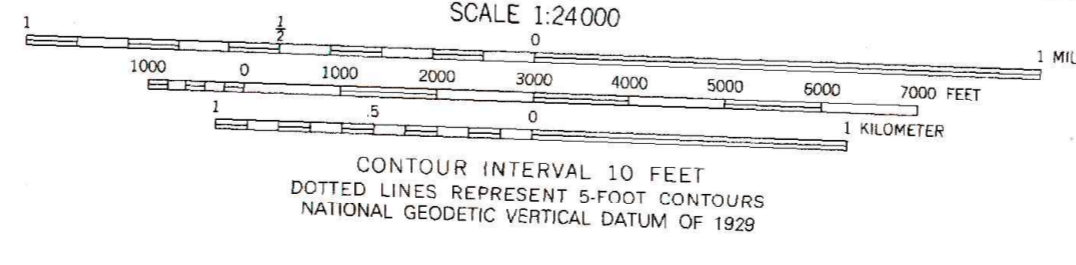 SCALE 1:24000
1 ½ 0 1 MIL
1000 0 1000 2000 3000 4000 5000 6000 7000 FEET
1 .5 0 1 KILOMETER
CONTOUR INTERVAL 10 FEET
DOTTED LINES REPRESENT 5-FOOT CONTOURS
NATIONAL GEODETIC VERTICAL DATUM OF 1929